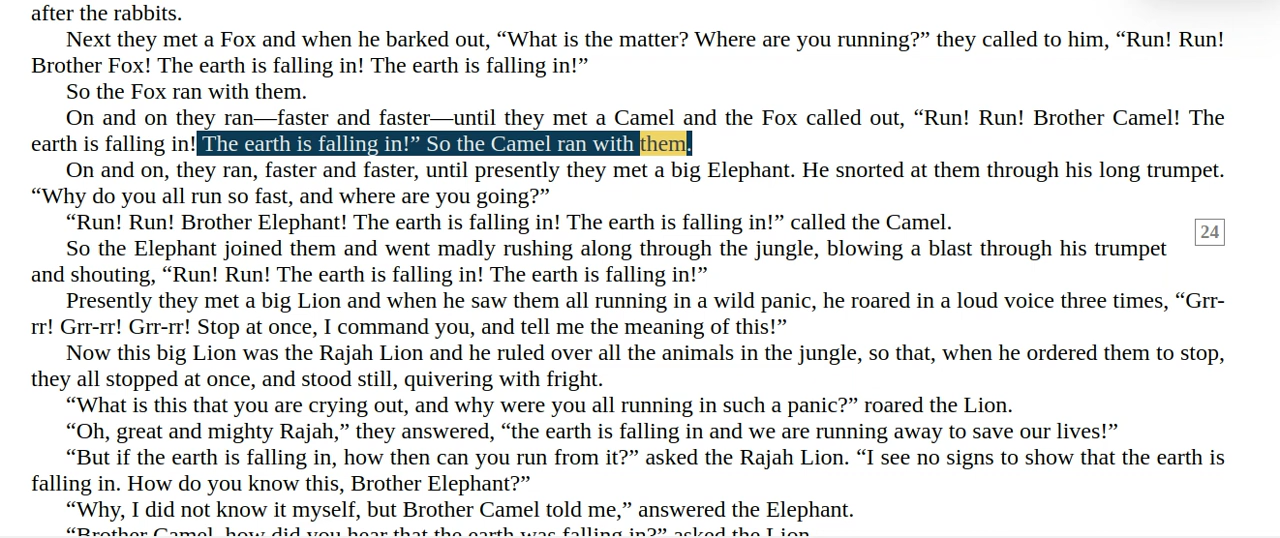 after the rabbits.
Next they met a Fox and when he barked out, “What is the matter? Where are you running?” they called to him, “Run! Run!
Brother Fox! The earth is falling in! The earth is falling in!”
So the Fox ran with them.
On and on they ran—faster and faster—until they met a Camel and the Fox called out, “Run! Run! Brother Camel! The
earth is falling in! The earth is falling in!” So the Camel ran with them.
On and on, they ran, faster and faster, until presently they met a big Elephant. He snorted at them through his long trumpet.
“Why do you all run so fast, and where are you going?”
“Run! Run! Brother Elephant! The earth is falling in! The earth is falling in!” called the Camel.
24
So the Elephant joined them and went madly rushing along through the jungle, blowing a blast through his trumpet
and shouting, “Run! Run! The earth is falling in! The earth is falling in!”
Presently they met a big Lion and when he saw them all running in a wild panic, he roared in a loud voice three times, “Grr-
rr! Grr-rr! Grr-rr! Stop at once, I command you, and tell me the meaning of this!”
Now this big Lion was the Rajah Lion and he ruled over all the animals in the jungle, so that, when he ordered them to stop,
they all stopped at once, and stood still, quivering with fright.
“What is this that you are crying out, and why were you all running in such a panic?” roared the Lion.
“Oh, great and mighty Rajah,” they answered, “the earth is falling in and we are running away to save our lives!”
“But if the earth is falling in, how then can you run from it?” asked the Rajah Lion. “I see no signs to show that the earth is
falling in. How do you know this, Brother Elephant?”
“Why, I did not know it myself, but Brother Camel told me,” answered the Elephant.
“Brother Camel, how did you hear that the earth was falling in?” asked the Lion.